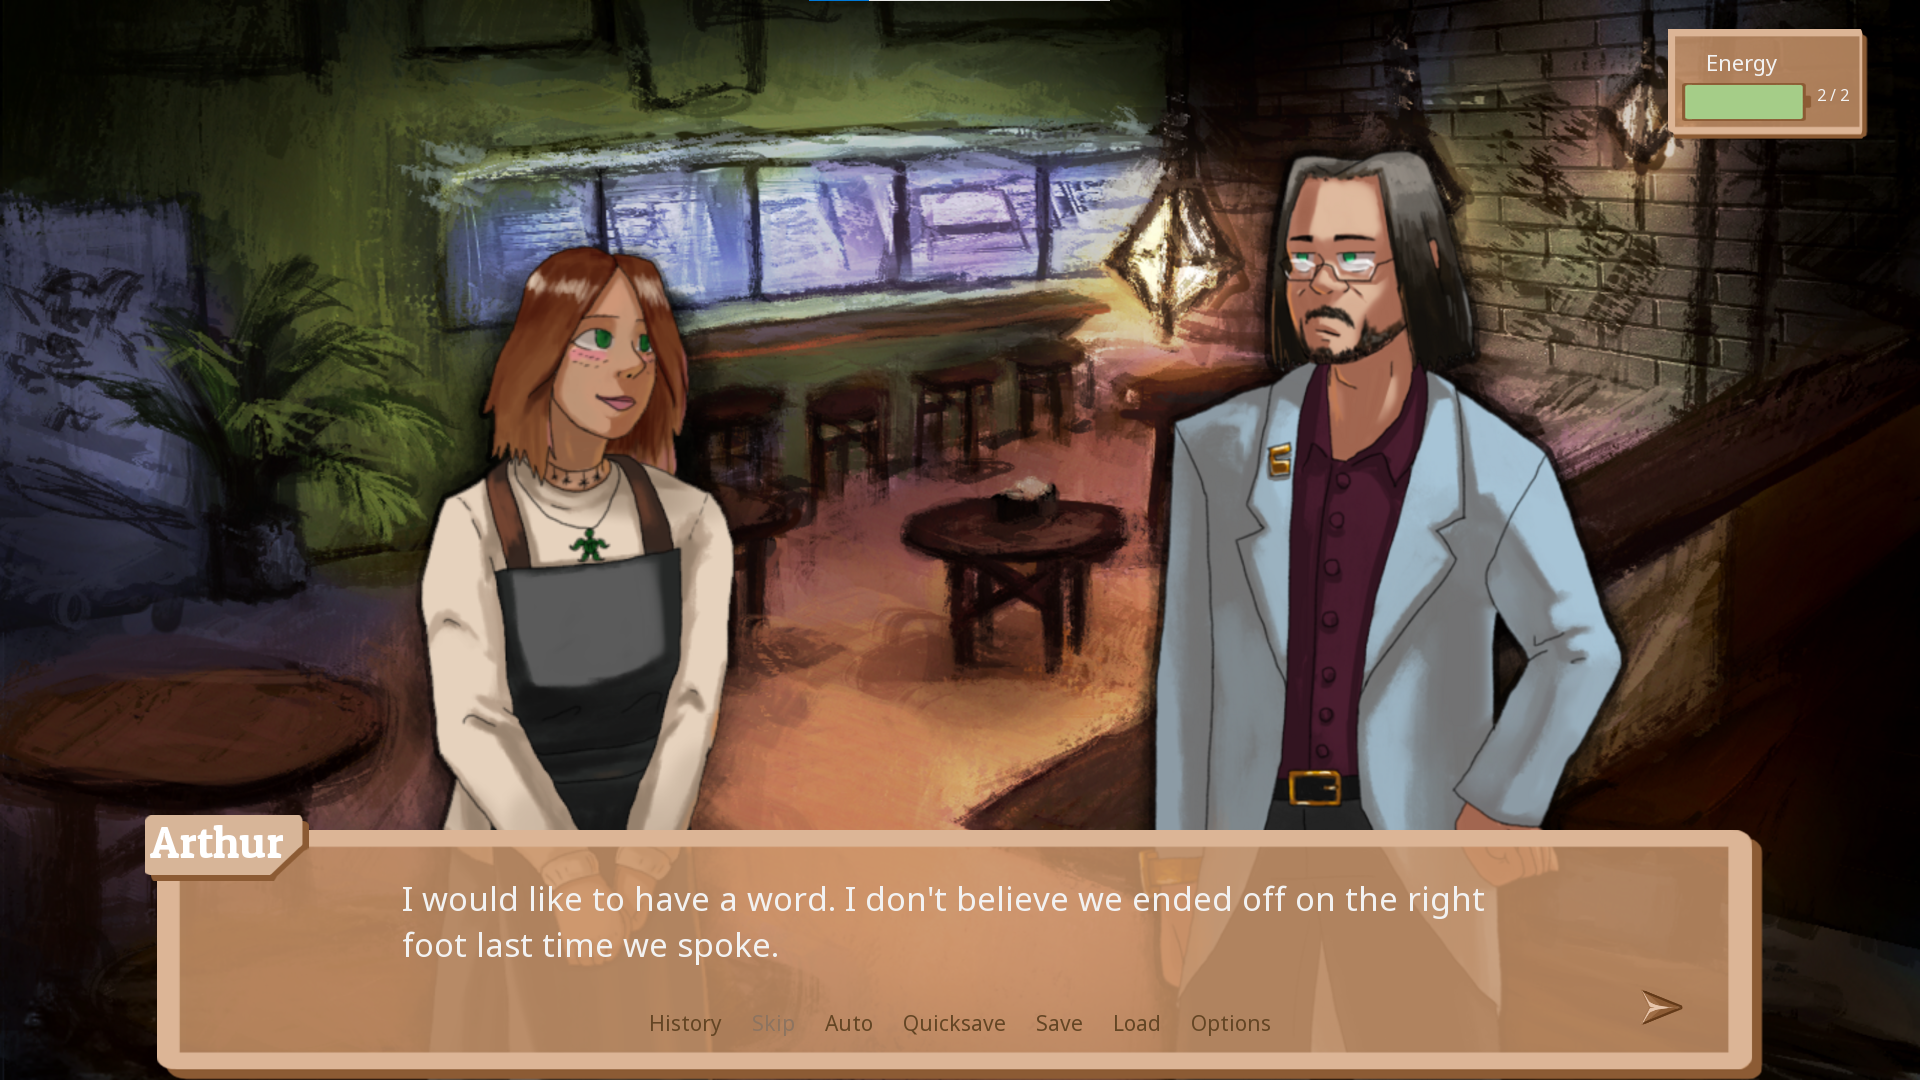 Energy
2 / 2
Arthur
I would like to have a word. I don't believe we ended off on the right
foot last time we spoke.
History Skip Auto Quicksave Save Load Options